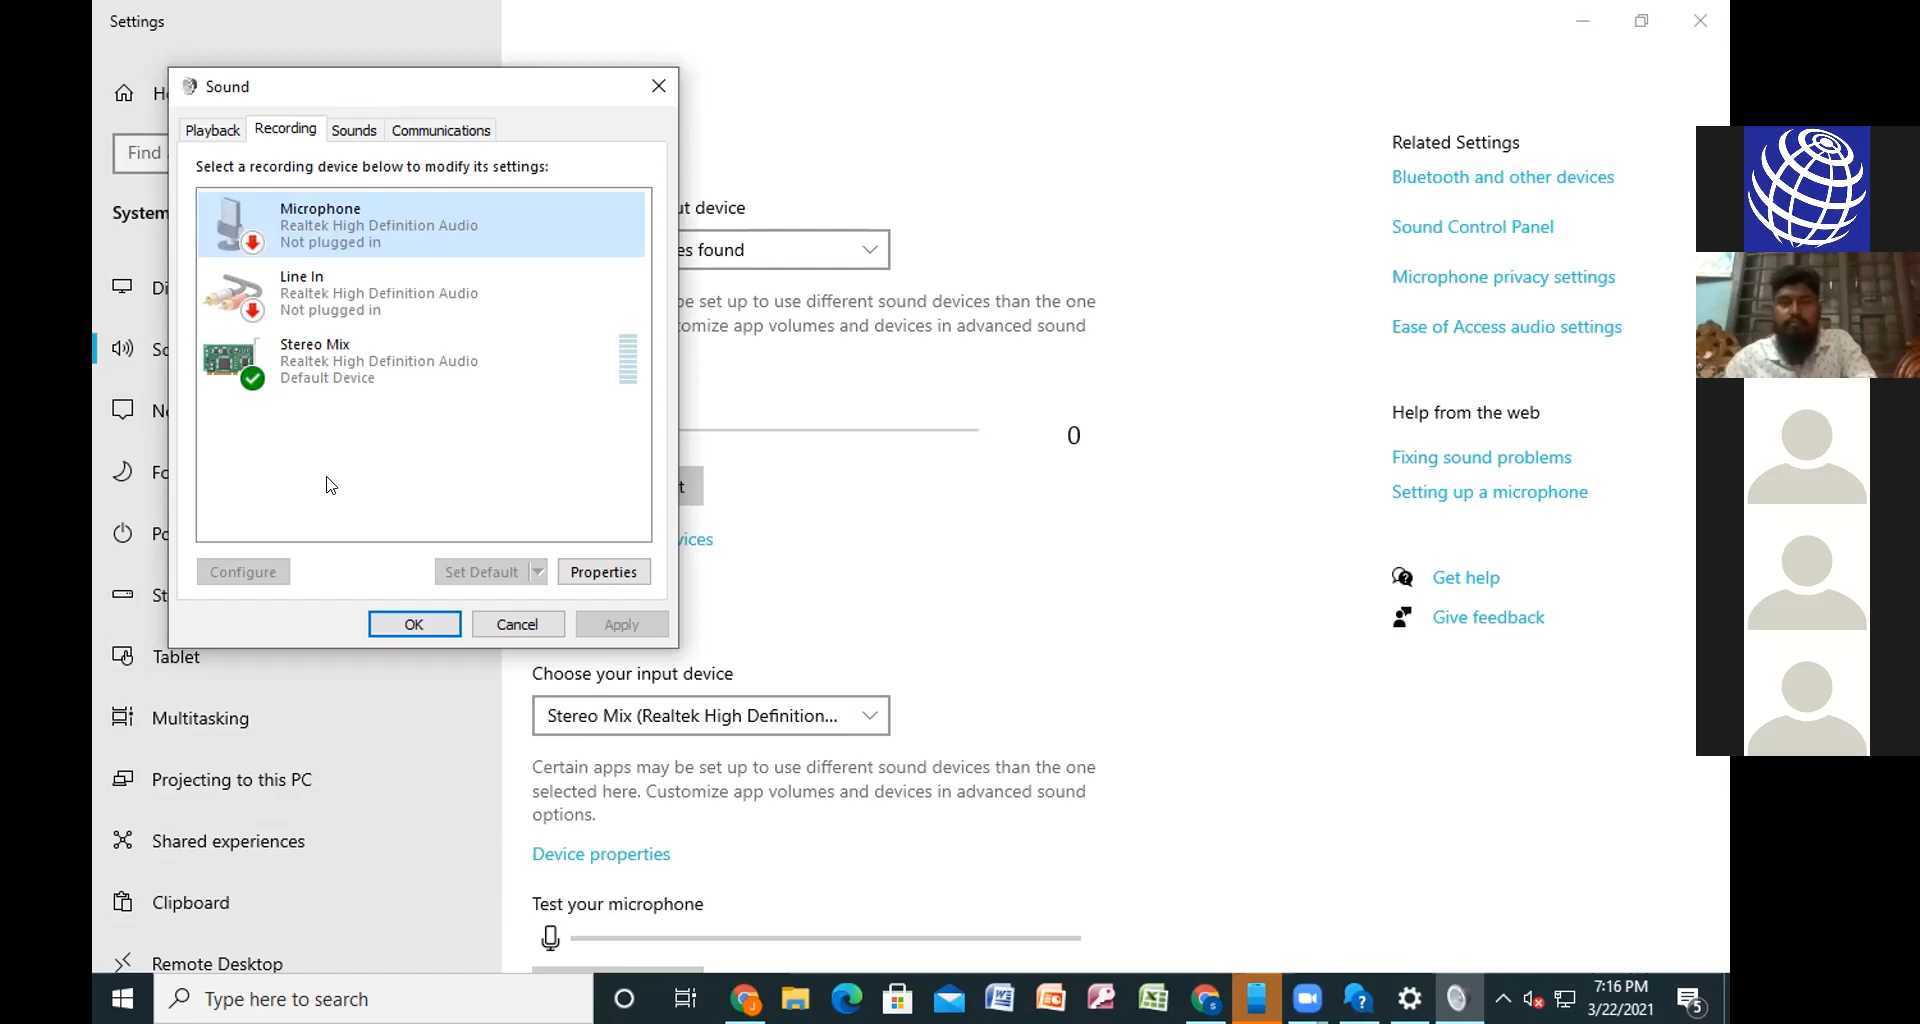 Settings
Sound
Playback
Recording
Sounds
Communications
Select a recording device below to modify its settings:
Microphone
Realtek High Definition Audio
Not plugged in
Line In
Realtek High Definition Audio
Not plugged in
Stereo Mix
Realtek High Definition Audio
Default Device
Configure
Set Default
Properties
OK
Cancel
Apply
Find
System
Tablet
Multitasking
Projecting to this PC
Shared experiences
Clipboard
Remote Desktop
ut device
es found
be set up to use different sound devices than the one
tomize app volumes and devices in advanced sound
0
t
vices
Choose your input device
Stereo Mix (Realtek High Definition...
Certain apps may be set up to use different sound devices than the one
selected here. Customize app volumes and devices in advanced sound
options.
Device properties
Test your microphone
Related Settings
Bluetooth and other devices
Sound Control Panel
Microphone privacy settings
Ease of Access audio settings
Help from the web
Fixing sound problems
Setting up a microphone
Get help
Give feedback
Type here to search
7:16 PM
3/22/2021
5